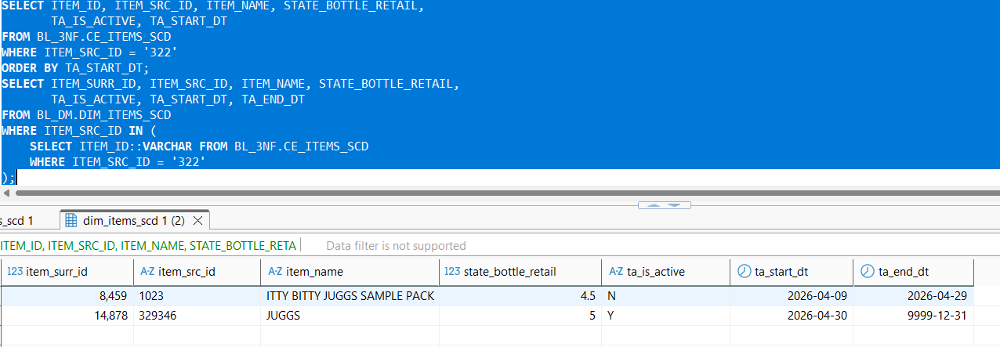 SELECT ITEM_ID, ITEM_SRC_ID, ITEM_NAME, STATE_BOTTLE_RETAIL,
TA_IS_ACTIVE, TA_START_DT
FROM BL_3NF.CE_ITEMS_SCD
WHERE ITEM_SRC_ID = '322'
ORDER BY TA_START_DT;
SELECT ITEM_SURR_ID, ITEM_SRC_ID, ITEM_NAME, STATE_BOTTLE_RETAIL,
TA_IS_ACTIVE, TA_START_DT, TA_END_DT
FROM BL_DM.DIM_ITEMS_SCD
WHERE ITEM_SRC_ID IN (
SELECT ITEM_ID::VARCHAR FROM BL_3NF.CE_ITEMS_SCD
WHERE ITEM_SRC_ID = '322'
);
s_scd 1 dim_items_scd 1 (2)
ITEM_ID, ITEM_SRC_ID, ITEM_NAME, STATE_BOTTLE_RETA Data filter is not supported
123 item_surr_id A-Z item_src_id A-Z item_name 123 state_bottle_retail A-Z ta_is_active ta_start_dt ta_end_dt
8,459 1023 ITTY BITTY JUGGS SAMPLE PACK 4.5 N 2026-04-09 2026-04-29
14,878 329346 JUGGS 5 Y 2026-04-30 9999-12-31